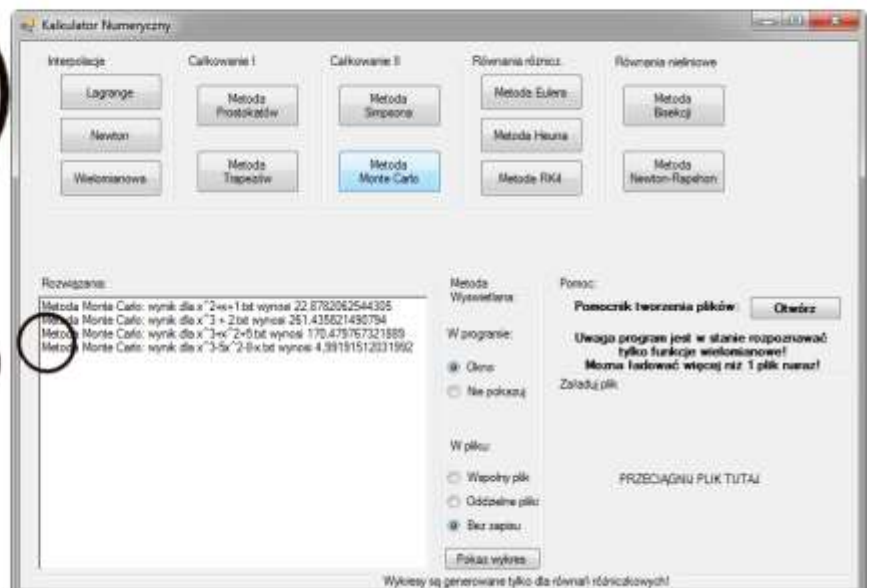 Kalkulator Numeryczny
Interpolacje
Całkowanie I
Całkowanie II
Równania różnicz.
Równania nieliniowe
Lagrange
Newton
Wielomianowa
Metoda
Prostokatów
Metoda
Trapezów
Metoda
Simpsona
Metoda
Monte Carlo
Metoda Eulera
Metoda Heuna
Metoda RK4
Metoda
Bisekcji
Metoda
Newton-Raphson
Rozwiązania:
Metoda Monte Carlo: wynik dla x^2+x+1.txt wynosi 22.8782062544305
Metoda Monte Carlo: wynik dla x^3 + 2.txt wynosi 261.435821490794
Metoda Monte Carlo: wynik dla x^3+x^2+5.txt wynosi 170.479767321889
Metoda Monte Carlo: wynik dla x^3-5x^2-8-x.txt wynosi 4,99191512031992
Metoda
Wyswietlania:
W programie:
Okno
Nie pokazuj
W pliku:
Wspolny plik
Oddzielne pliki
Bez zapisu
Pokaz wykres
Pomoc:
Pomocnik tworzenia plików:
Otwórz
Uwaga program jest w stanie rozpoznawać
tylko funkcje wielomianowe!
Mozna ładować więcej niż 1 plik naraz!
Załaduj plik
PRZECIĄGNIJ PLIK TUTAJ
Wykresy są generowane tylko dla równań różniczkowych!